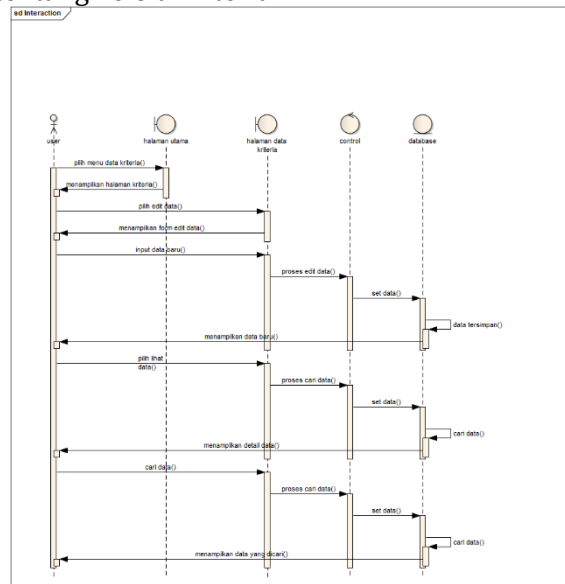 sd Interaction
user
halaman utama
halaman data
kriteria
control
database
pilih menu data kriteria()
menampilkan halaman kriteria()
pilih edit data()
menampilkan form edit data()
input data baru()
proses edit data()
set data()
data tersimpan()
menampilkan data baru()
pilih lihat
data()
proses cari data()
set data()
cari data()
menampilkan detail data()
cari data()
proses cari data()
set data()
cari data()
menampilkan data yang dicari()